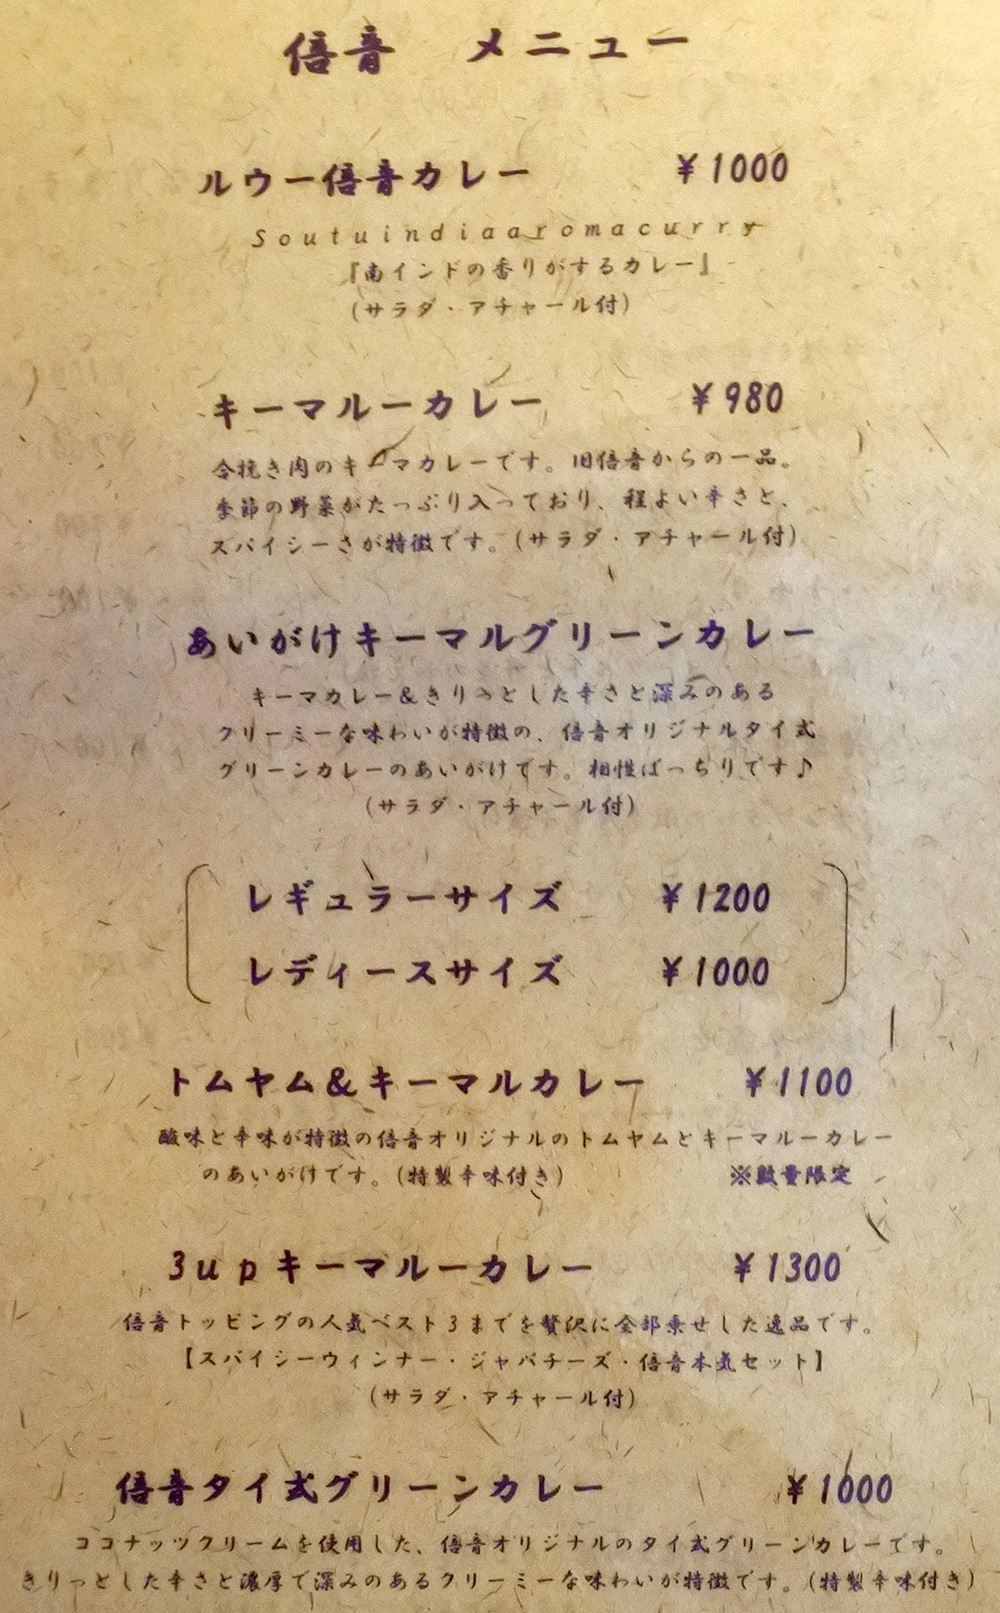 倍音　メニュー
ルウー倍音カレー　¥1000
Soutuindiaaromacurry
『南インドの香りがするカレー』
(サラダ・アチャール付)
キーマルーカレー　¥980
合挽き肉のキーマカレーです。旧倍音からの一品。
季節の野菜がたっぷり入っており、程よい辛さと、
スパイシーさが特徴です。(サラダ・アチャール付)
あいがけキーマルグリーンカレー
キーマカレー&きりっとした辛さと深みのある
クリーミーな味わいが特徴の、倍音オリジナルタイ式
グリーンカレーのあいがけです。相性ばっちりです♪
(サラダ・アチャール付)
レギュラーサイズ　¥1200
レディースサイズ　¥1000
トムヤム&キーマルカレー　¥1100
酸味と辛味が特徴の倍音オリジナルのトムヤムとキーマルーカレー
のあいがけです。(特製辛味付き)　※数量限定
3upキーマルーカレー　¥1300
倍音トッピングの人気ベスト3までを贅沢に全部乗せした逸品です。
【スパイシーウィンナー・ジャパチーズ・倍音本気セット】
(サラダ・アチャール付)
倍音タイ式グリーンカレー　¥1000
ココナッツクリームを使用した、倍音オリジナルのタイ式グリーンカレーです。
きりっとした辛さと濃厚で深みのあるクリーミーな味わいが特徴です。(特製辛味付き)